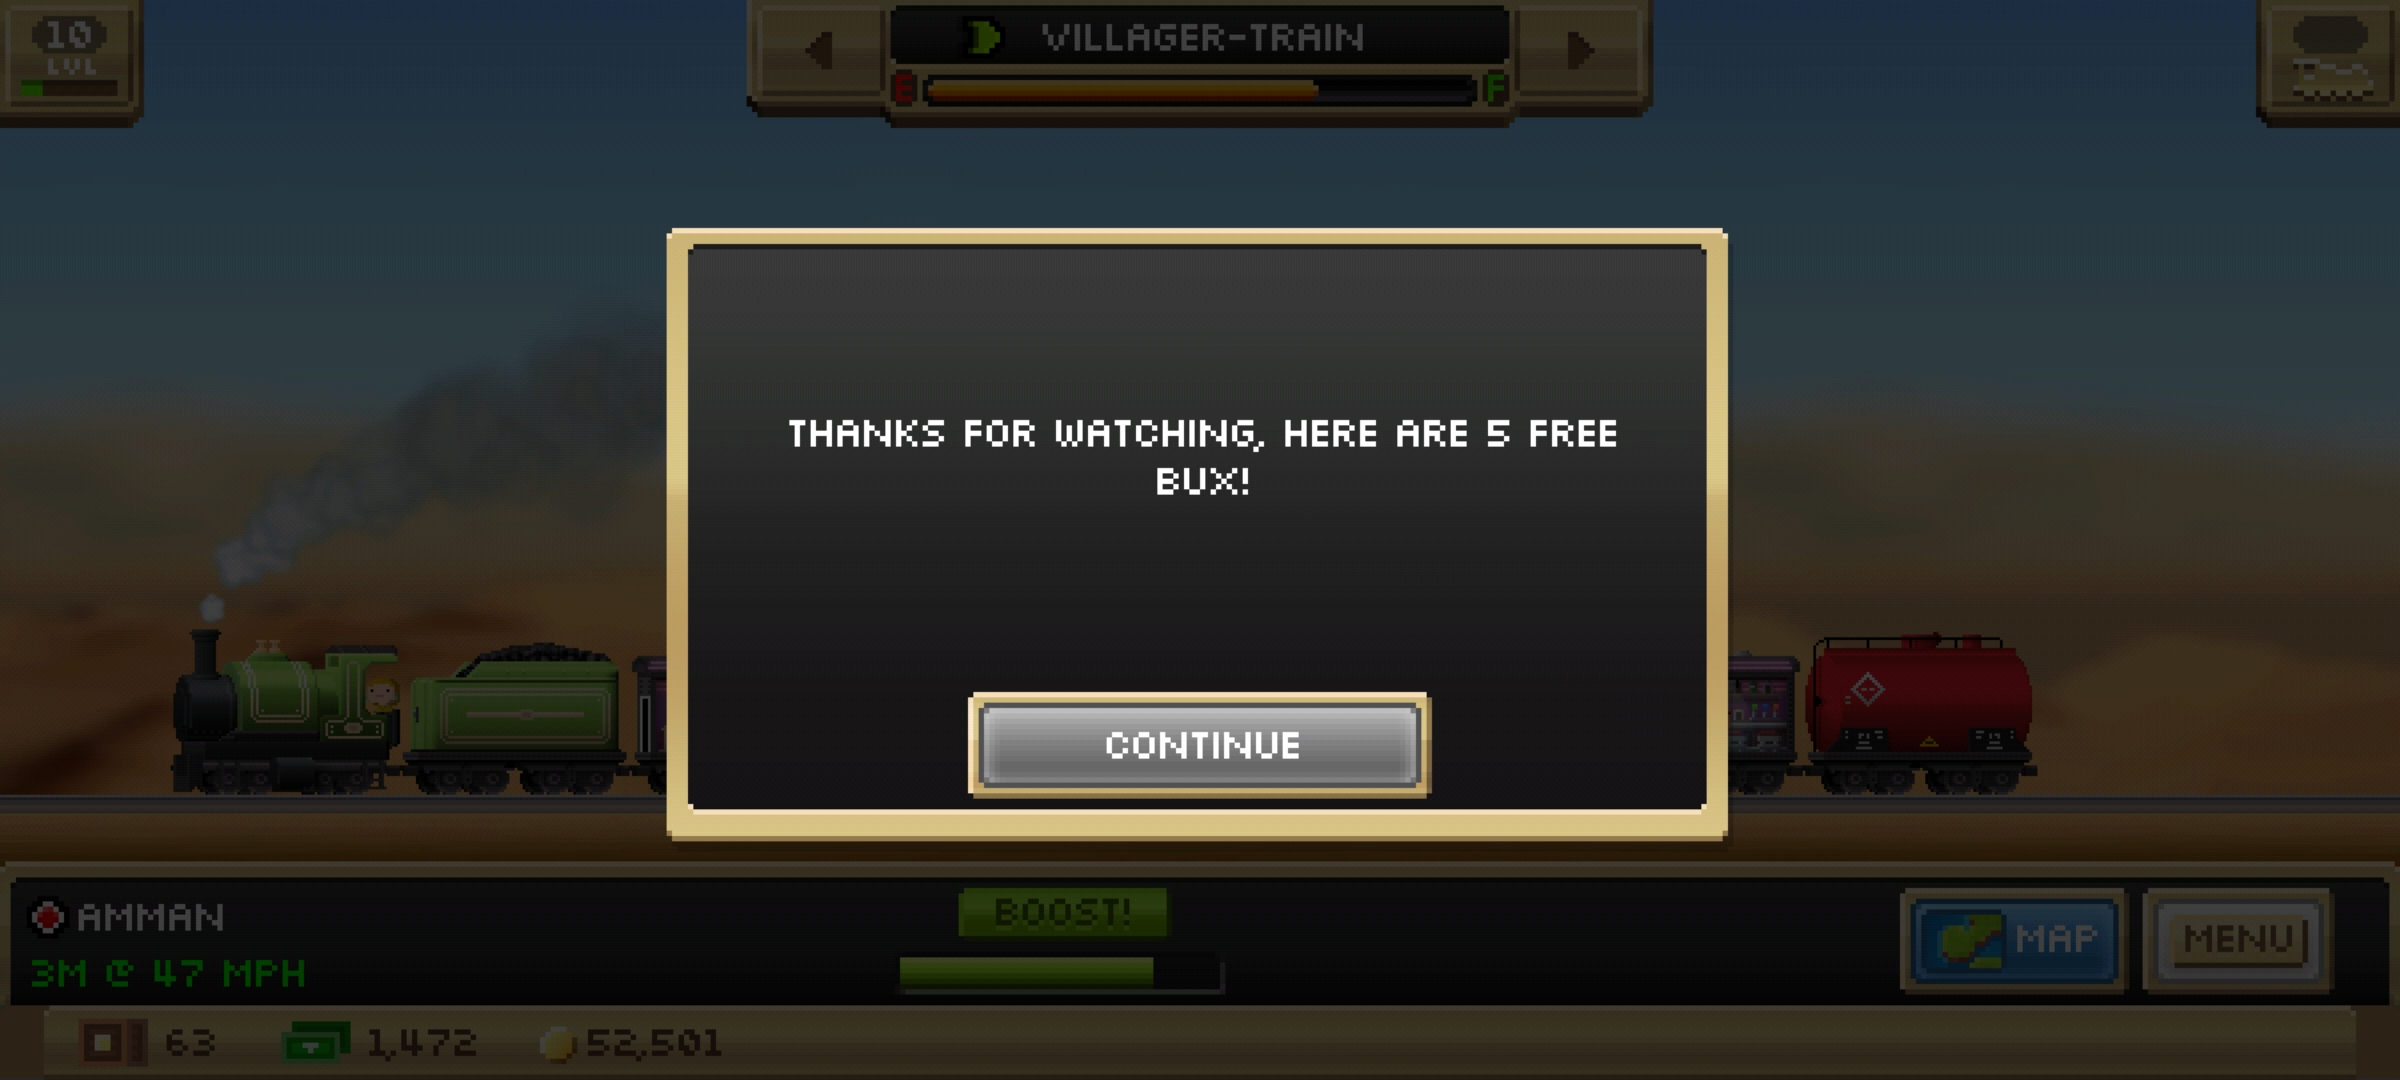 10
LVL
VILLAGER-TRAIN
E
F
THANKS FOR WATCHING, HERE ARE 5 FREE
BUX!
CONTINUE
AMMAN
BOOST!
MAP
MENU
3M @ 47 MPH
63
1,472
52,501